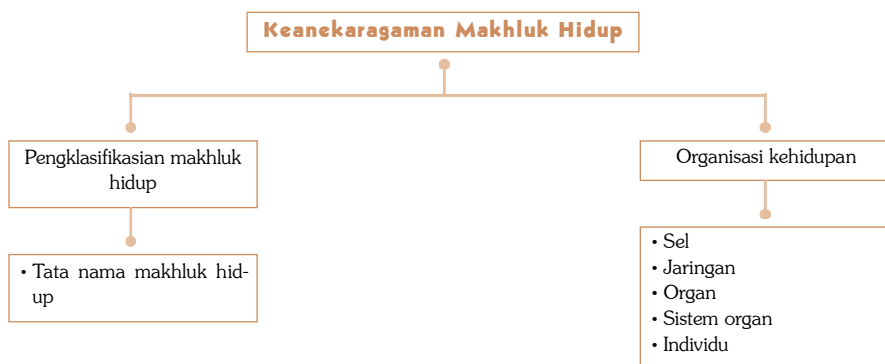 Keanekaragaman Makhluk Hidup
Pengklasifikasian makhluk
hidup
• Tata nama makhluk hid-
up
Organisasi kehidupan
• Sel
• Jaringan
• Organ
• Sistem organ
• Individu